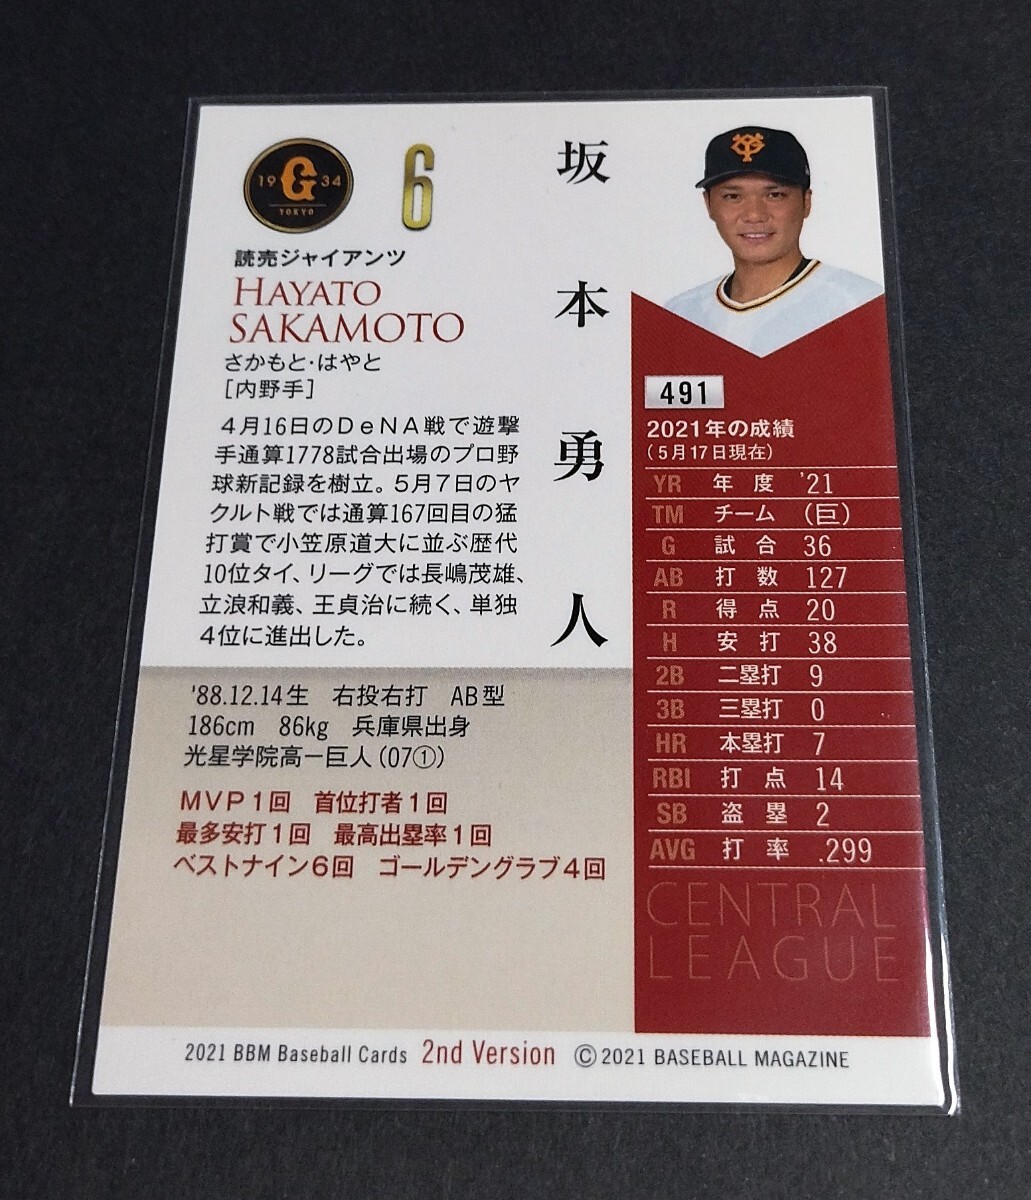 19 G 34
TOKYO
6
読売ジャイアンツ
HAYATO
SAKAMOTO
さかもと・はやと
[内野手]
坂本勇人
4月16日のDeNA戦で遊撃
手通算1778試合出場のプロ野
球新記録を樹立。5月7日のヤ
クルト戦では通算167回目の猛
打賞で小笠原道大に並ぶ歴代
10位タイ、リーグでは長嶋茂雄、
立浪和義、王貞治に続く、単独
4位に進出した。
'88.12.14生 右投右打 AB型
186cm 86kg 兵庫県出身
光星学院高ー巨人(07①)
MVP1回 首位打者1回
最多安打1回 最高出塁率1回
ベストナイン6回 ゴールデングラブ4回
491
2021年の成績
(5月17日現在)
YR 年度 '21
TM チーム (巨)
G 試合 36
AB 打数 127
R 得点 20
H 安打 38
2B 二塁打 9
3B 三塁打 0
HR 本塁打 7
RBI 打点 14
SB 盗塁 2
AVG 打率 .299
CENTRAL
LEAGUE
2021 BBM Baseball Cards 2nd Version ©2021 BASEBALL MAGAZINE